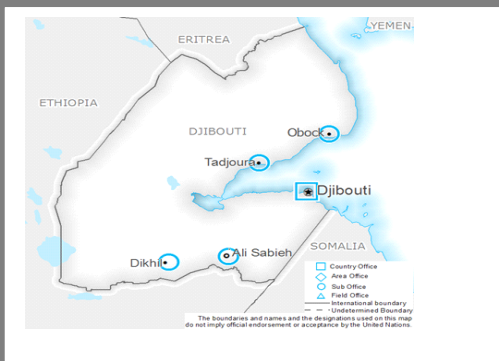 YEMEN
ERITREA
ETHIOPIA
DJIBOUTI
Obock
Tadjoura
Djibouti
SOMALIA
Ali Sabieh
Dikhil
Country Office
Area Office
Sub Office
Field Office
International boundary
Undetermined Boundary
The boundaries and names and the designations used on this map
do not imply official endorsement or acceptance by the United Nations.